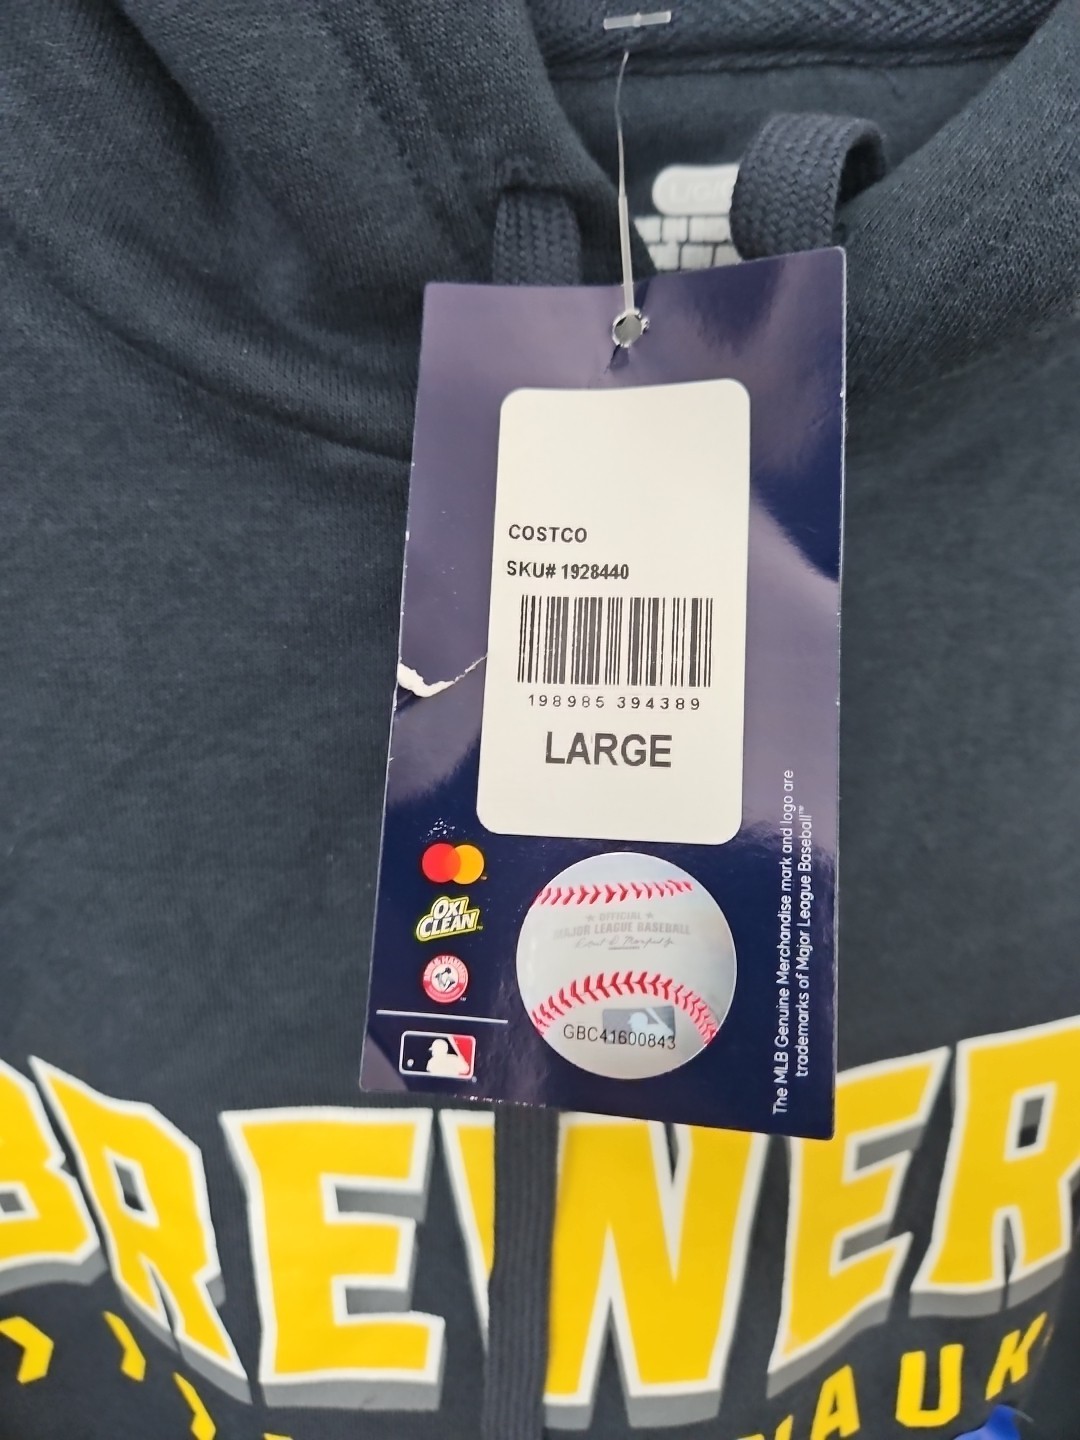 COSTCO
SKU# 1928440
198985 394389
LARGE
OXI
CLEAN
OFFICIAL
MAJOR LEAGUE BASEBALL
GBC41600843
The MLB Genuine Merchandise mark and logo are
trademarks of Major League Baseball™
BREWER
AUK